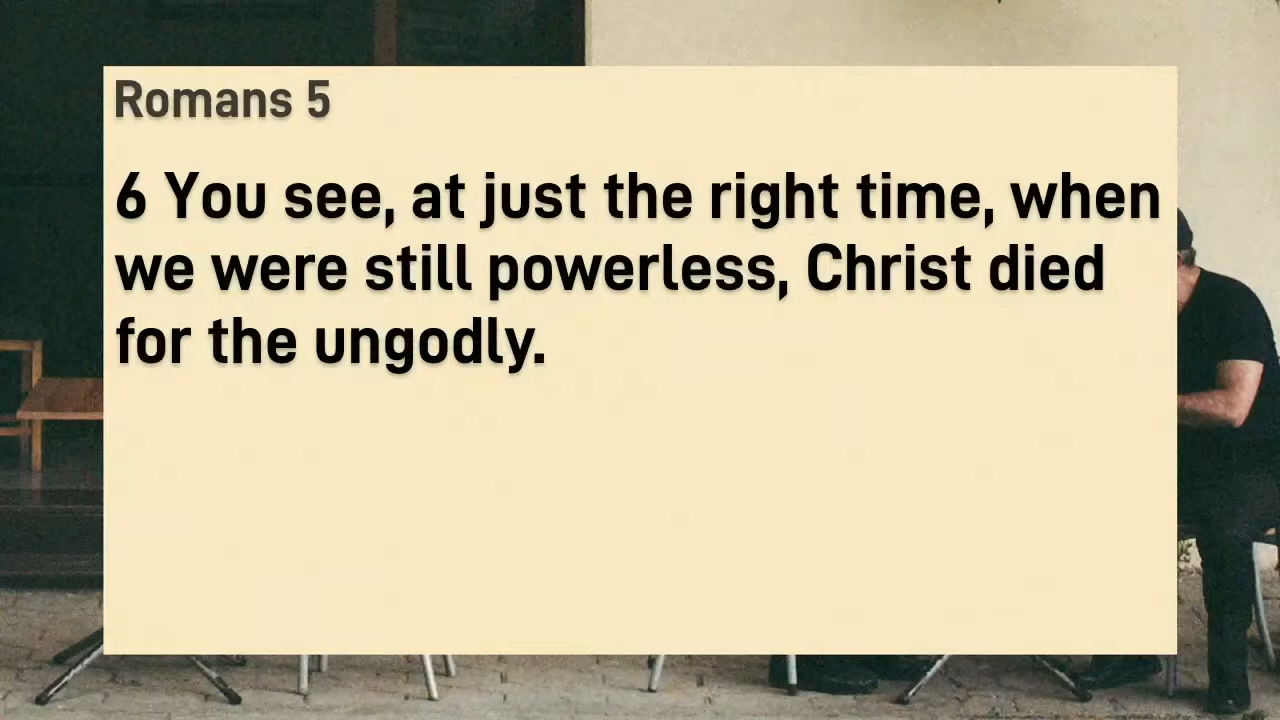 Romans 5
6 You see, at just the right time, when
we were still powerless, Christ died
for the ungodly.